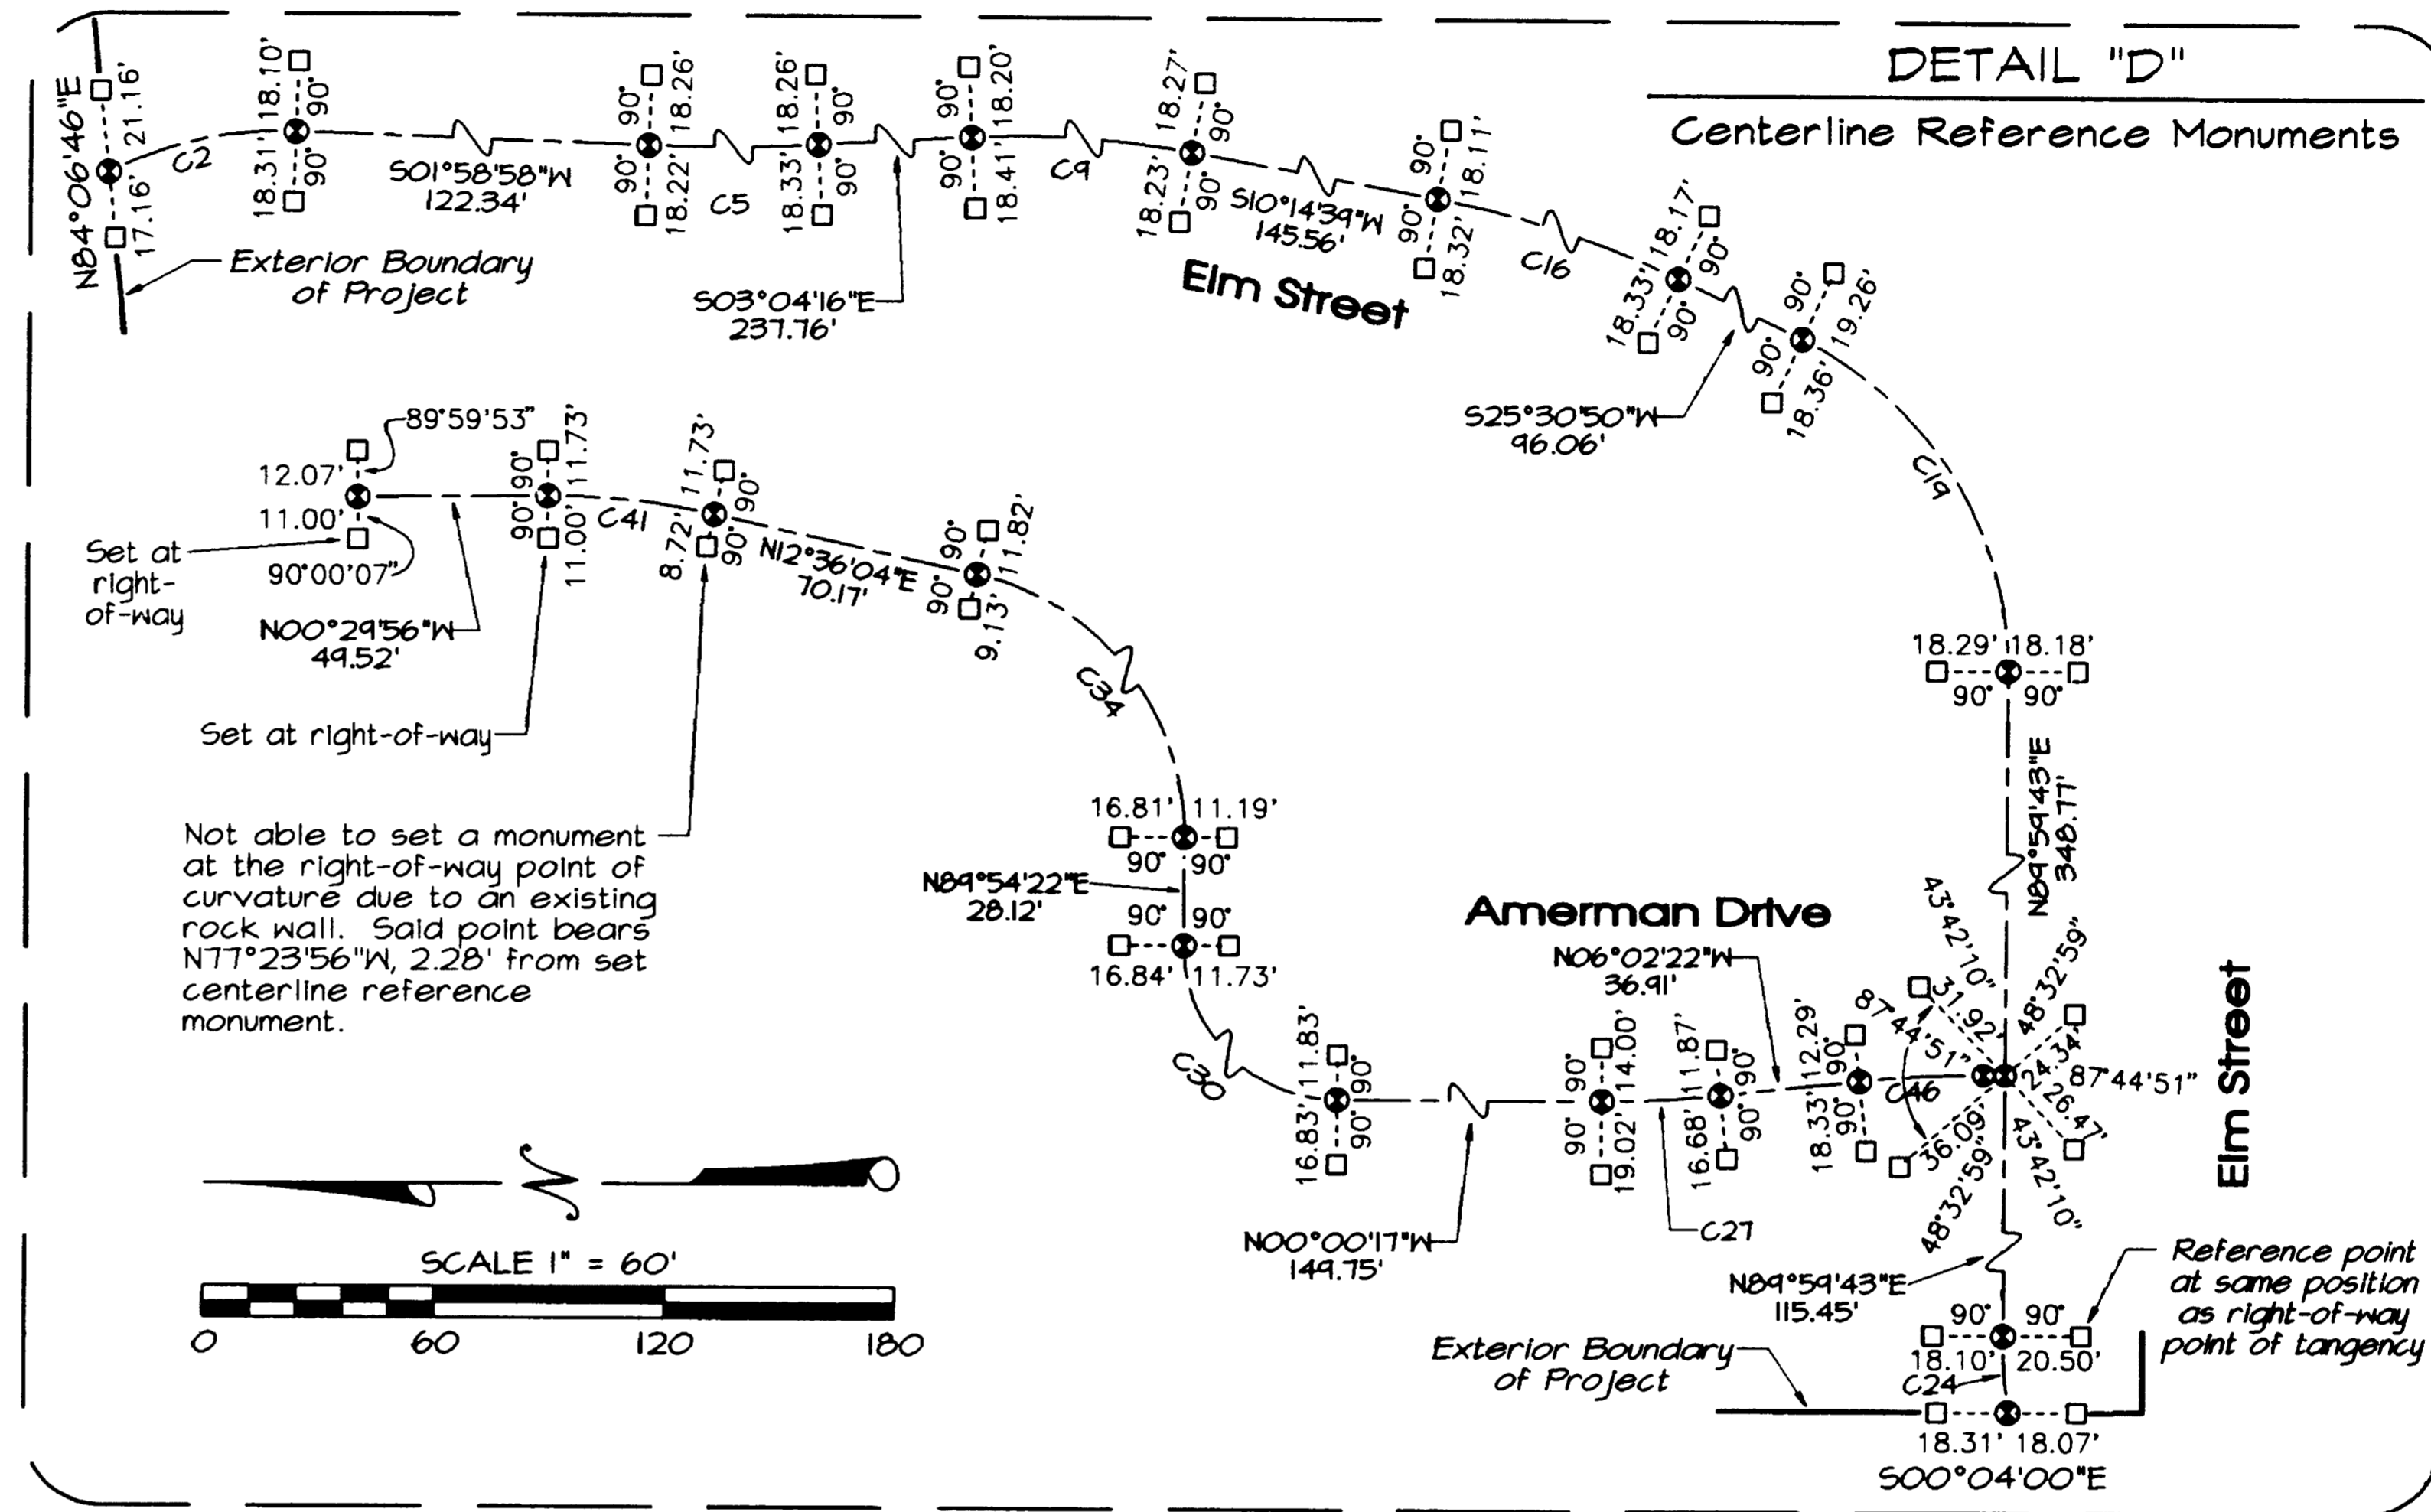 DETAIL "D"
Centerline Reference Monuments
N84°06'46"E
21.16'
17.16'
C2
18.10'
90°
18.31'
90°
S01°58'58"W
122.34'
90°
18.26'
90°
18.22'
C5
18.26'
90°
18.33'
90°
S03°04'16"E
237.76'
90°
18.20'
90°
18.41'
C9
18.27'
90°
18.23'
90°
S10°14'39"W
145.56'
90°
18.11'
90°
18.32'
C16
Elm Street
18.17'
90°
18.33'
90°
S25°30'50"W
96.06'
90°
19.26'
90°
18.36'
C19
Exterior Boundary
of Project
89°59'53"
12.07'
11.00'
90°00'07"
Set at
right-
of-way
N00°29'56"W
49.52'
90°
11.73'
90°
11.00'
Set at right-of-way
C41
11.73'
90°
8.72'
90°
N12°36'04"E
70.17'
90°
11.82'
90°
9.13'
C34
Not able to set a monument
at the right-of-way point of
curvature due to an existing
rock wall. Said point bears
N77°23'56"W, 2.28' from set
centerline reference
monument.
16.81' 11.19'
90° 90°
N89°54'22"E
28.12'
90° 90°
16.84' 11.73'
C30
11.83'
90°
16.83'
90°
N00°00'17"W
149.75'
90°
14.00'
90°
19.02'
C27
11.87'
90°
16.68'
90°
Amerman Drive
N06°02'22"W
36.91'
12.29'
90°
18.33'
90°
C46
18.29' 18.18'
90° 90°
N89°59'43"E
348.77'
43°42'10"
48°32'59"
31.92'
87°44'51"
24.34'
87°44'51"
26.47'
36.09'
48°32'59"
43°42'10"
Elm Street
N89°59'43"E
115.45'
Reference point
at same position
as right-of-way
point of tangency
90° 90°
18.10' 20.50'
C24
Exterior Boundary
of Project
18.31' 18.07'
S00°04'00"E
SCALE 1" = 60'
0 60 120 180